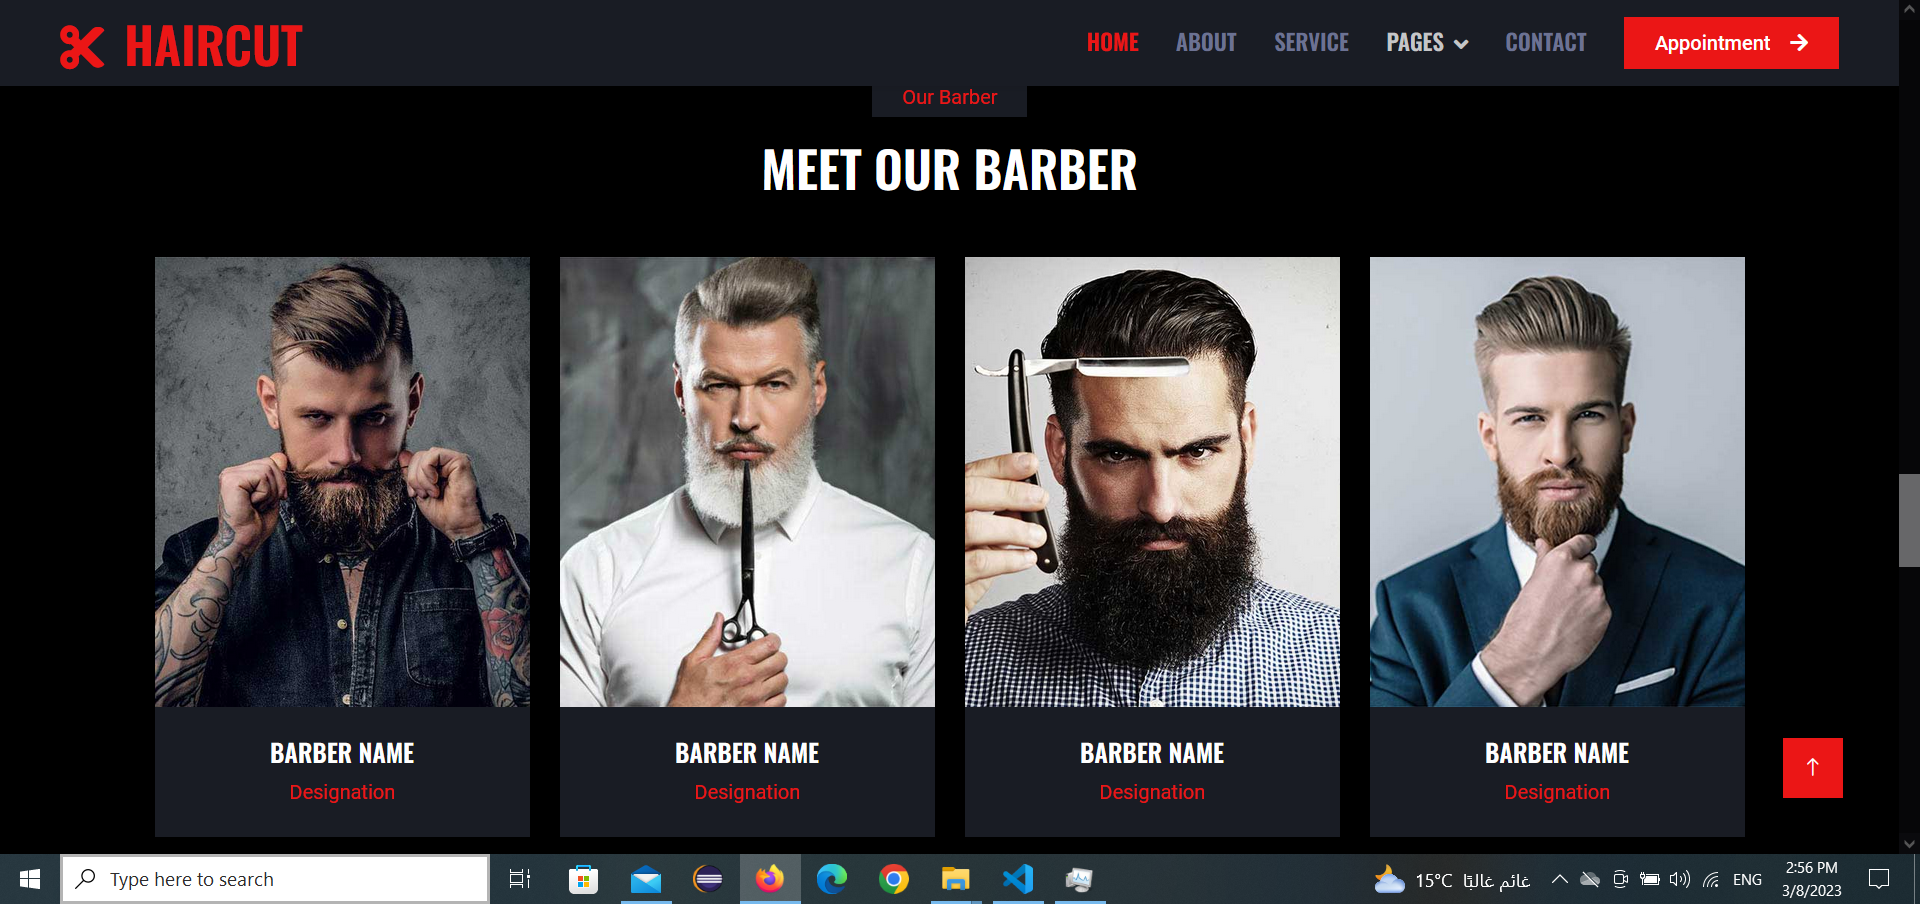 HAIRCUT
HOME ABOUT SERVICE PAGES CONTACT Appointment
Our Barber
MEET OUR BARBER
BARBER NAME BARBER NAME BARBER NAME BARBER NAME
Designation Designation Designation Designation
Type here to search
15°C غائم غالبًا ENG
2:56 PM
3/8/2023